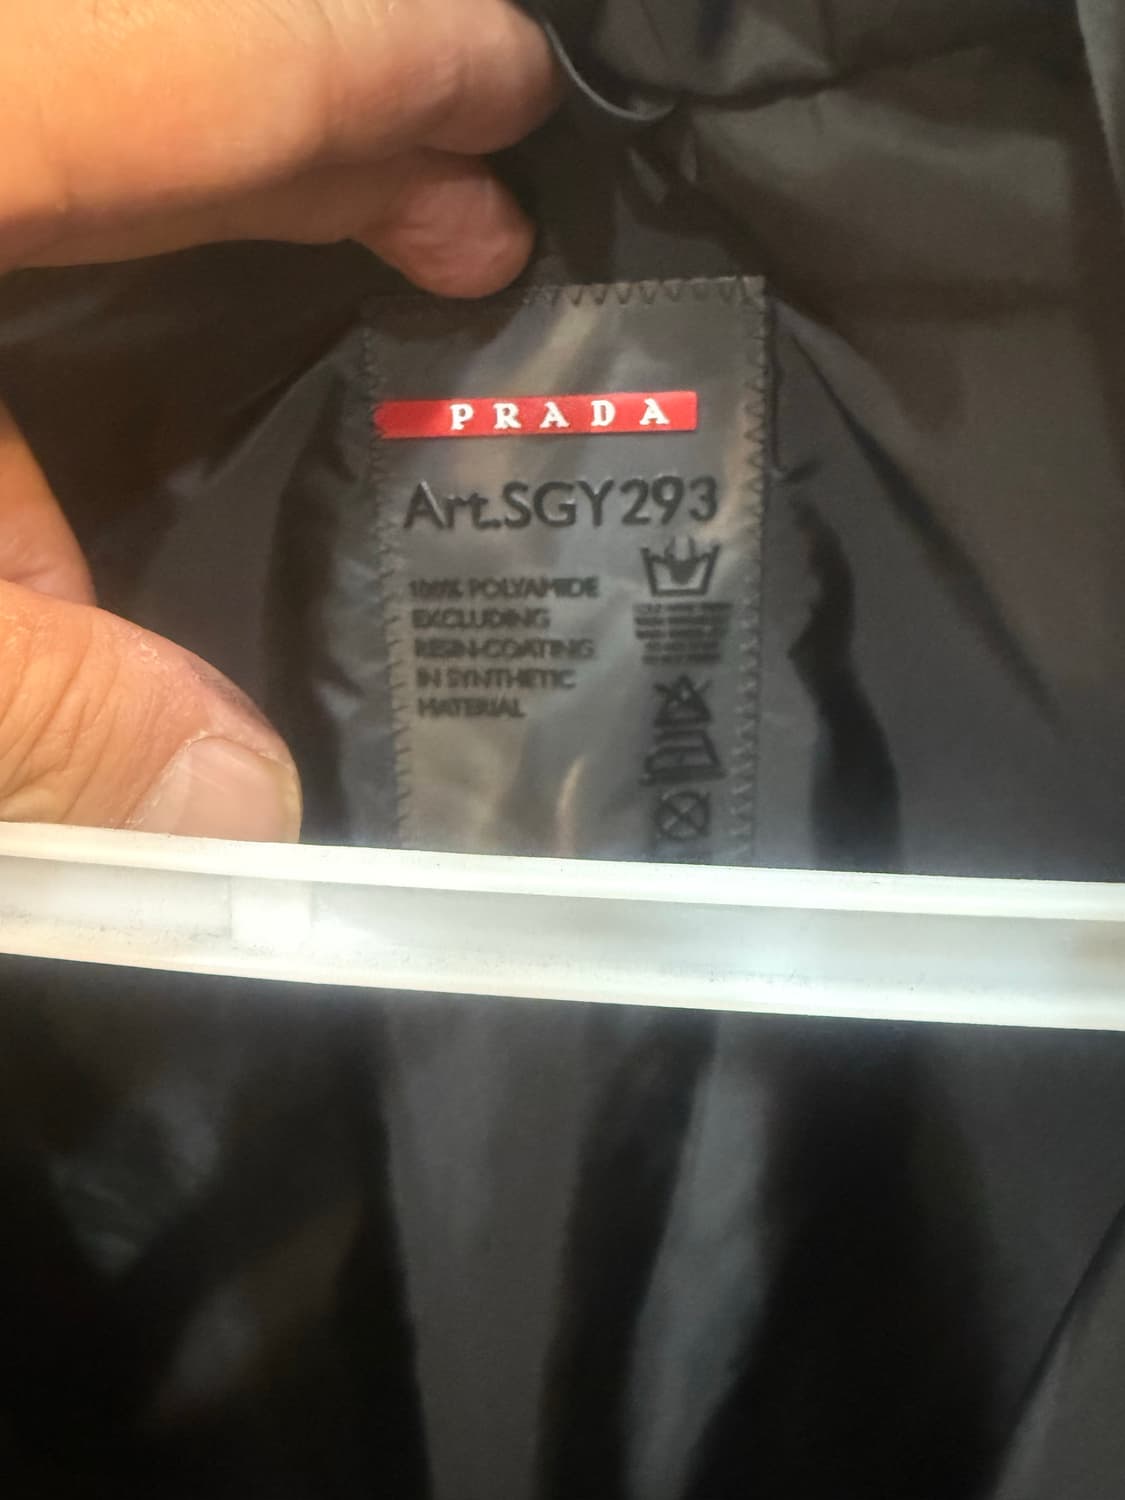 PRADA
Art.SGY293
100% POLYAMIDE
EXCLUDING
RESIN-COATING
IN SYNTHETIC
MATERIAL